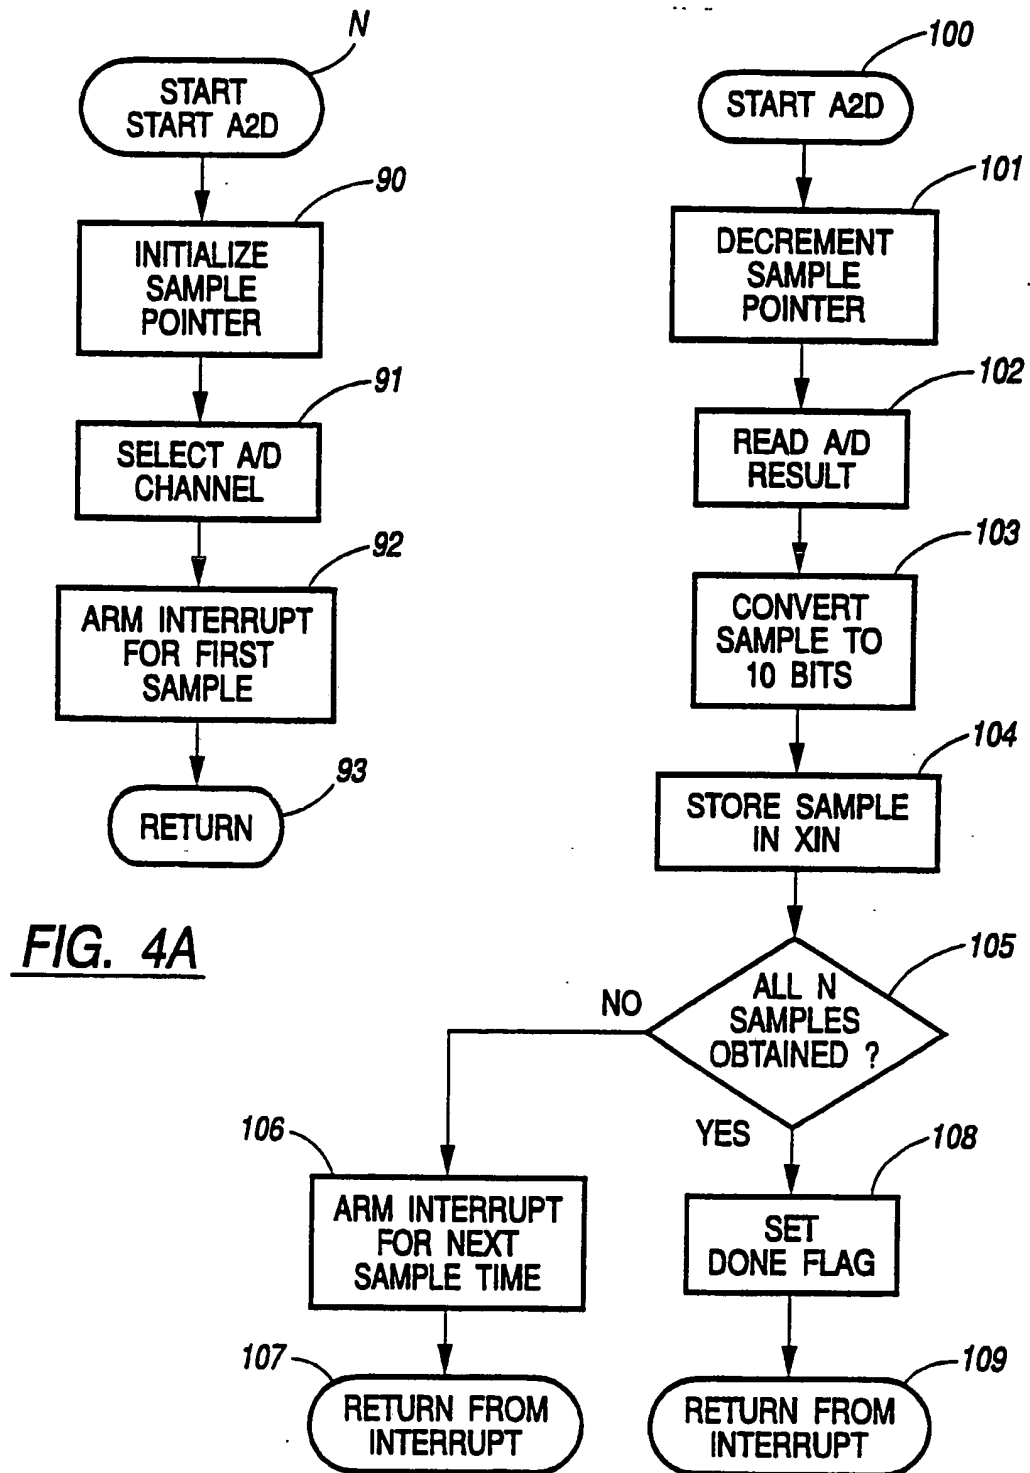 N
START
START A2D
90
INITIALIZE
SAMPLE
POINTER
91
SELECT A/D
CHANNEL
92
ARM INTERRUPT
FOR FIRST
SAMPLE
93
RETURN
FIG. 4A
100
START A2D
101
DECREMENT
SAMPLE
POINTER
102
READ A/D
RESULT
103
CONVERT
SAMPLE TO
10 BITS
104
STORE SAMPLE
IN XIN
105
ALL N
SAMPLES
OBTAINED ?
NO
YES
106
ARM INTERRUPT
FOR NEXT
SAMPLE TIME
107
RETURN FROM
INTERRUPT
108
SET
DONE FLAG
109
RETURN FROM
INTERRUPT